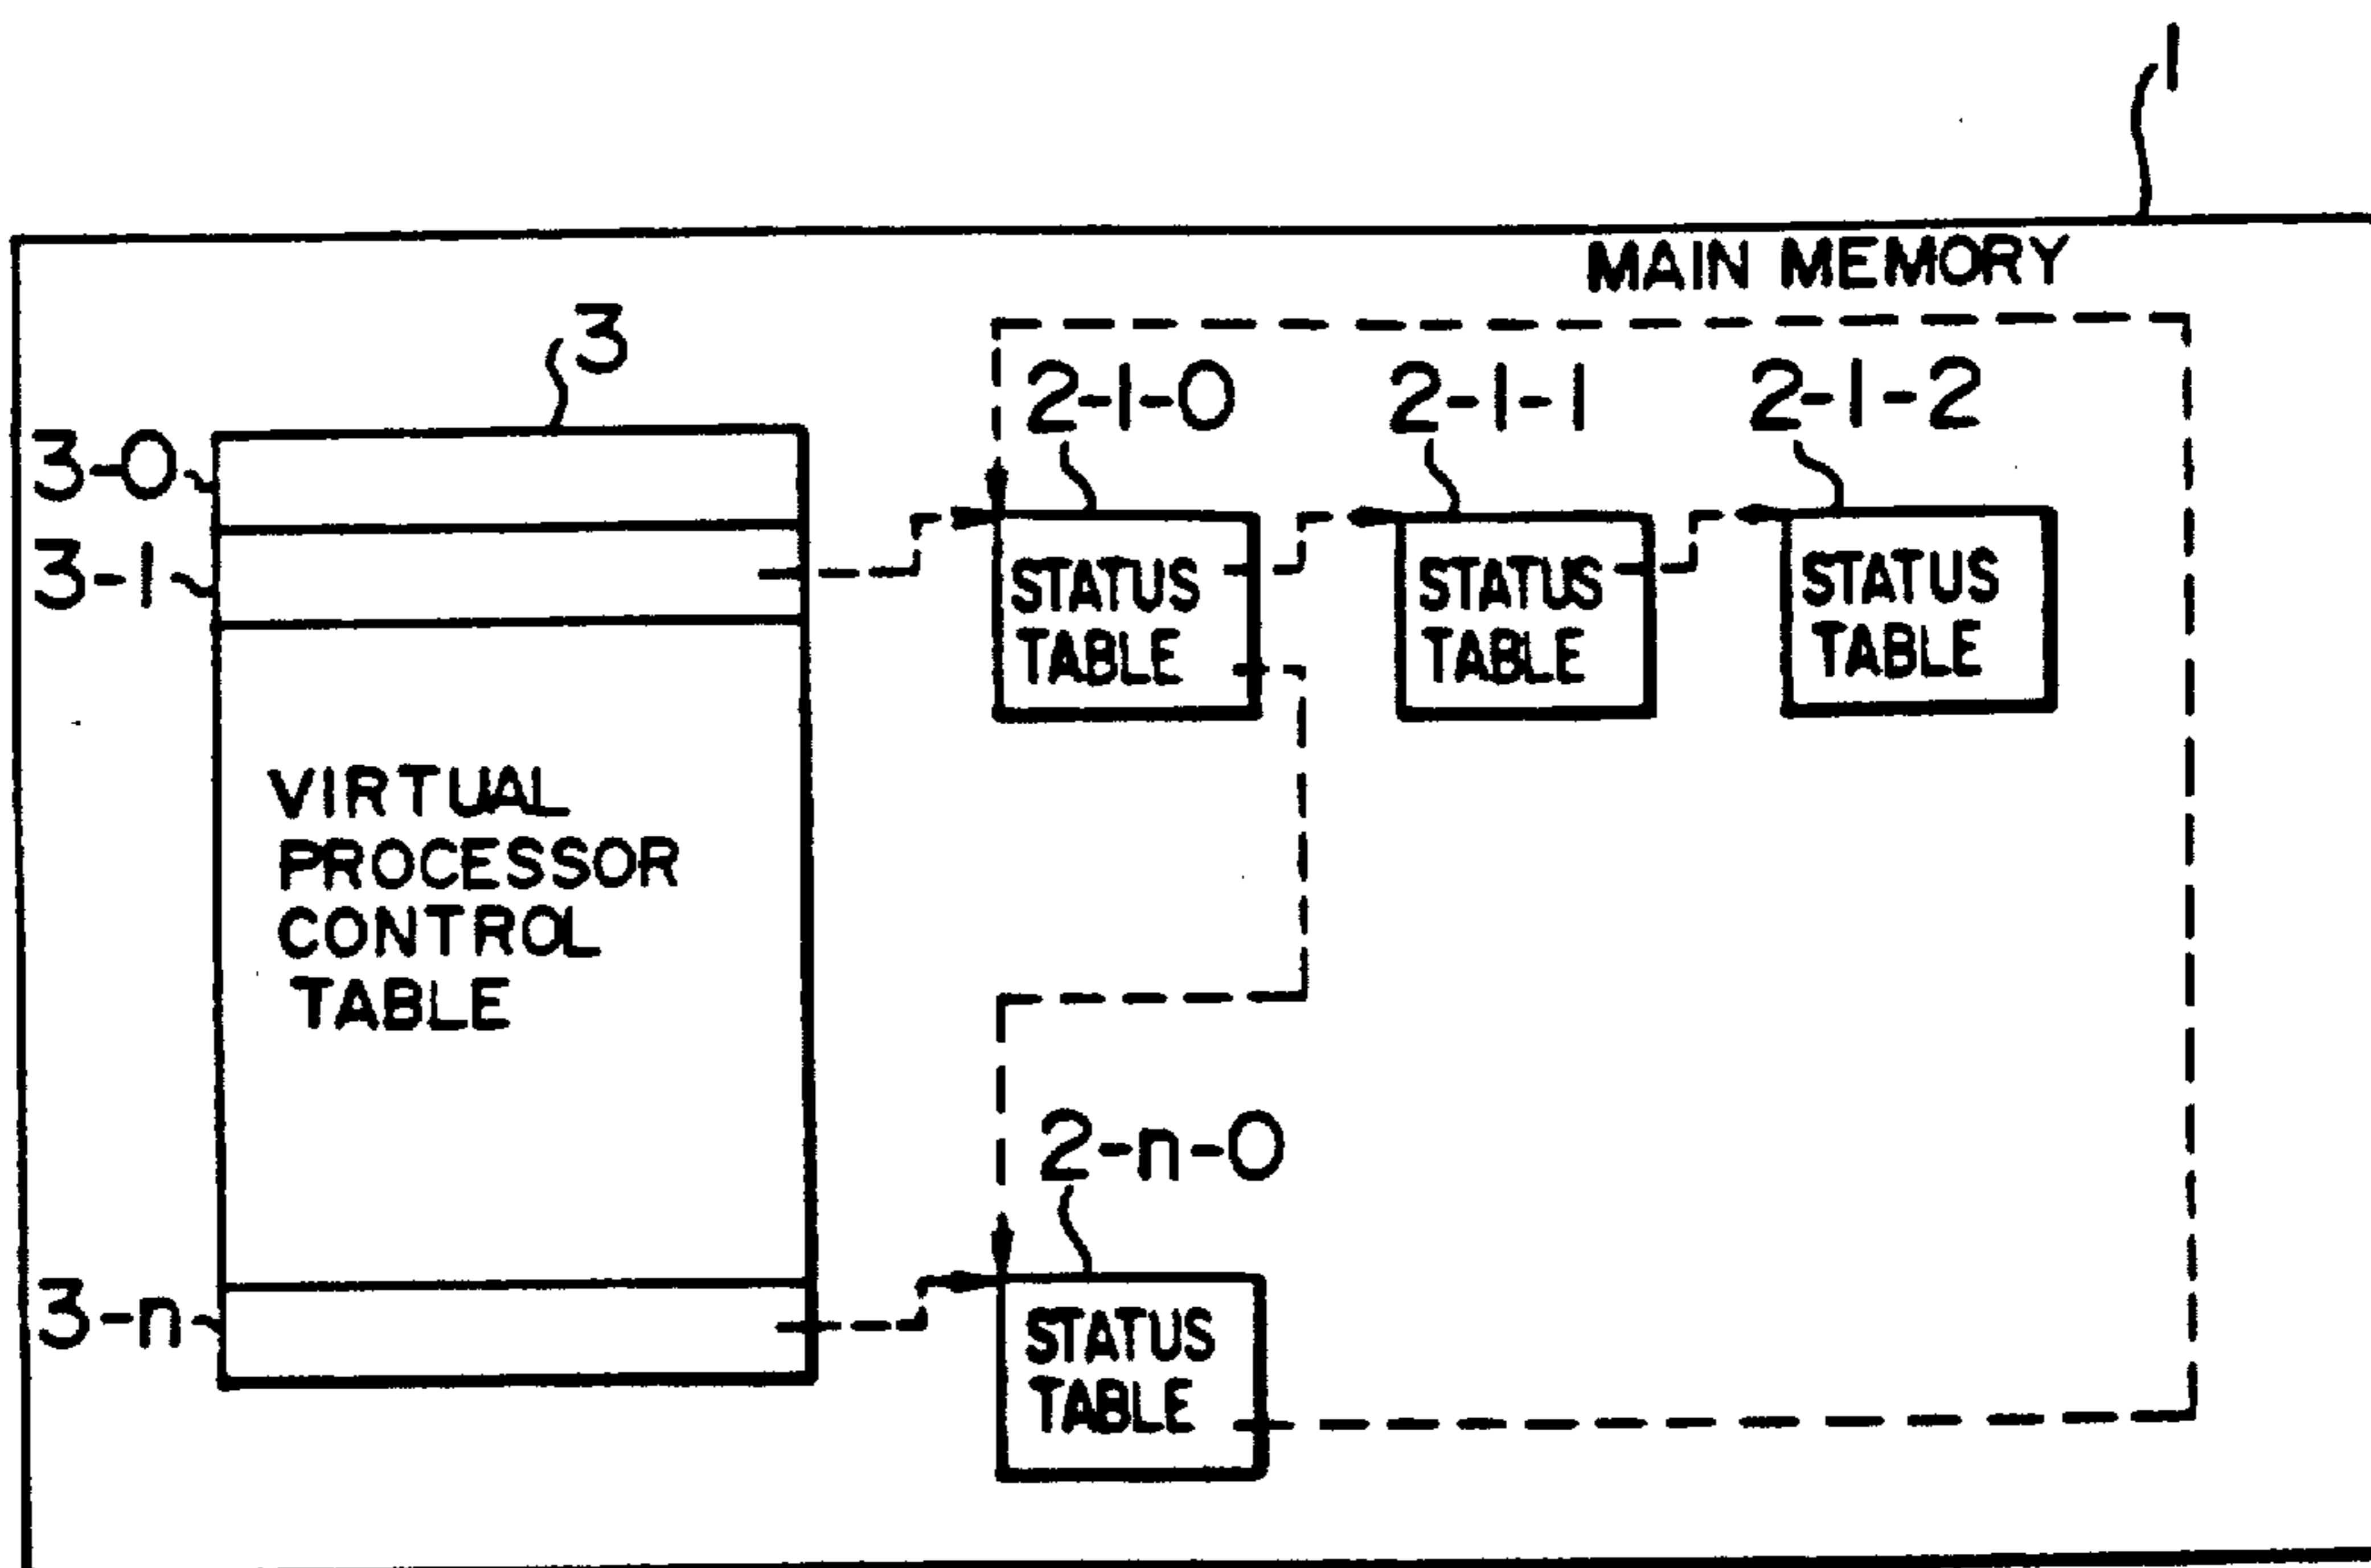 1
MAIN MEMORY
3
2-1-0
2-1-1
2-1-2
3-0
3-1
STATUS
TABLE
STATUS
TABLE
STATUS
TABLE
VIRTUAL
PROCESSOR
CONTROL
TABLE
2-n-0
3-n
STATUS
TABLE